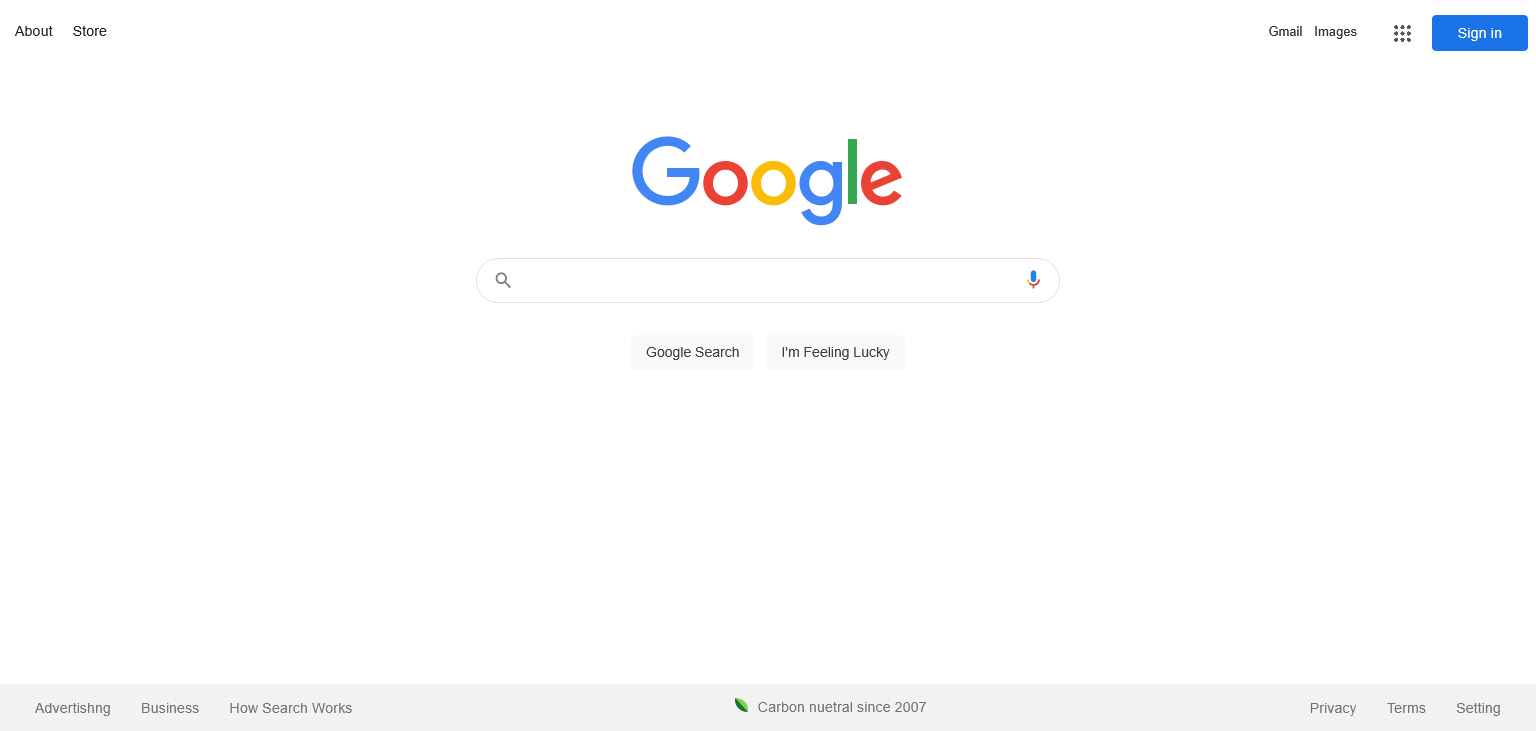 About Store Gmail Images Sign in
Google
Google Search I'm Feeling Lucky
Advertishng Business How Search Works Carbon nuetral since 2007 Privacy Terms Setting